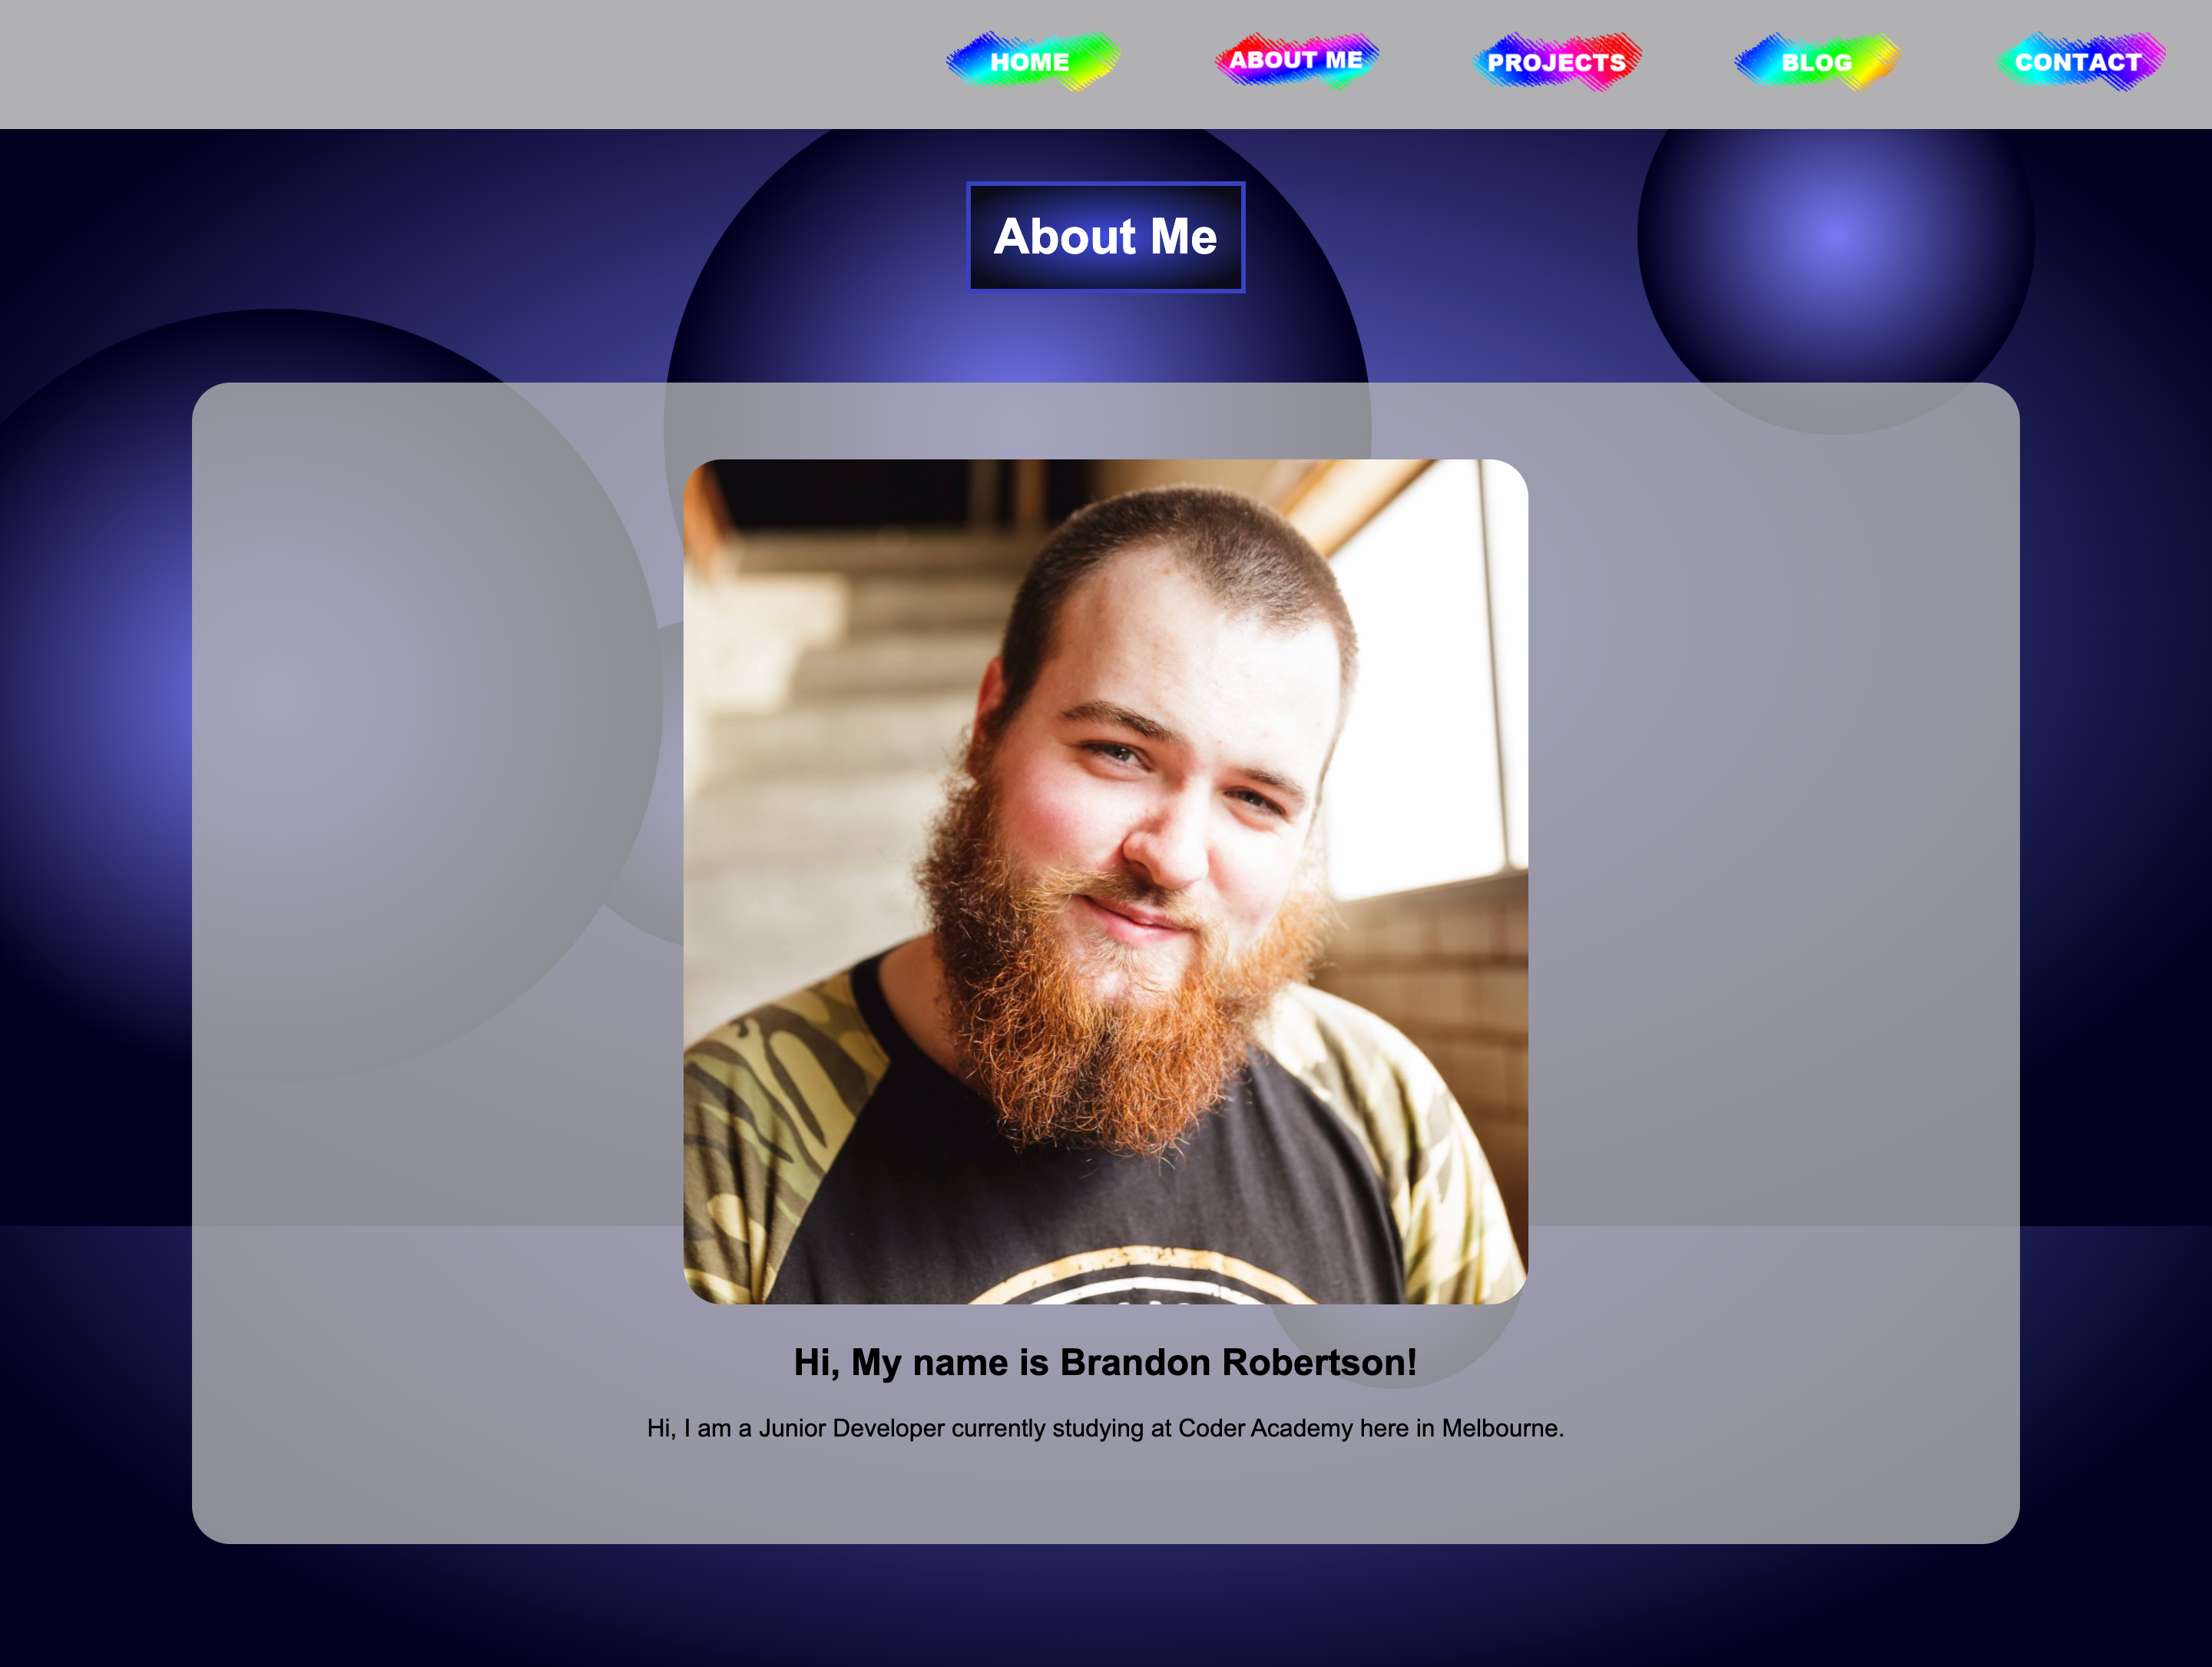 HOME
ABOUT ME
PROJECTS
BLOG
CONTACT
About Me
Hi, My name is Brandon Robertson!
Hi, I am a Junior Developer currently studying at Coder Academy here in Melbourne.